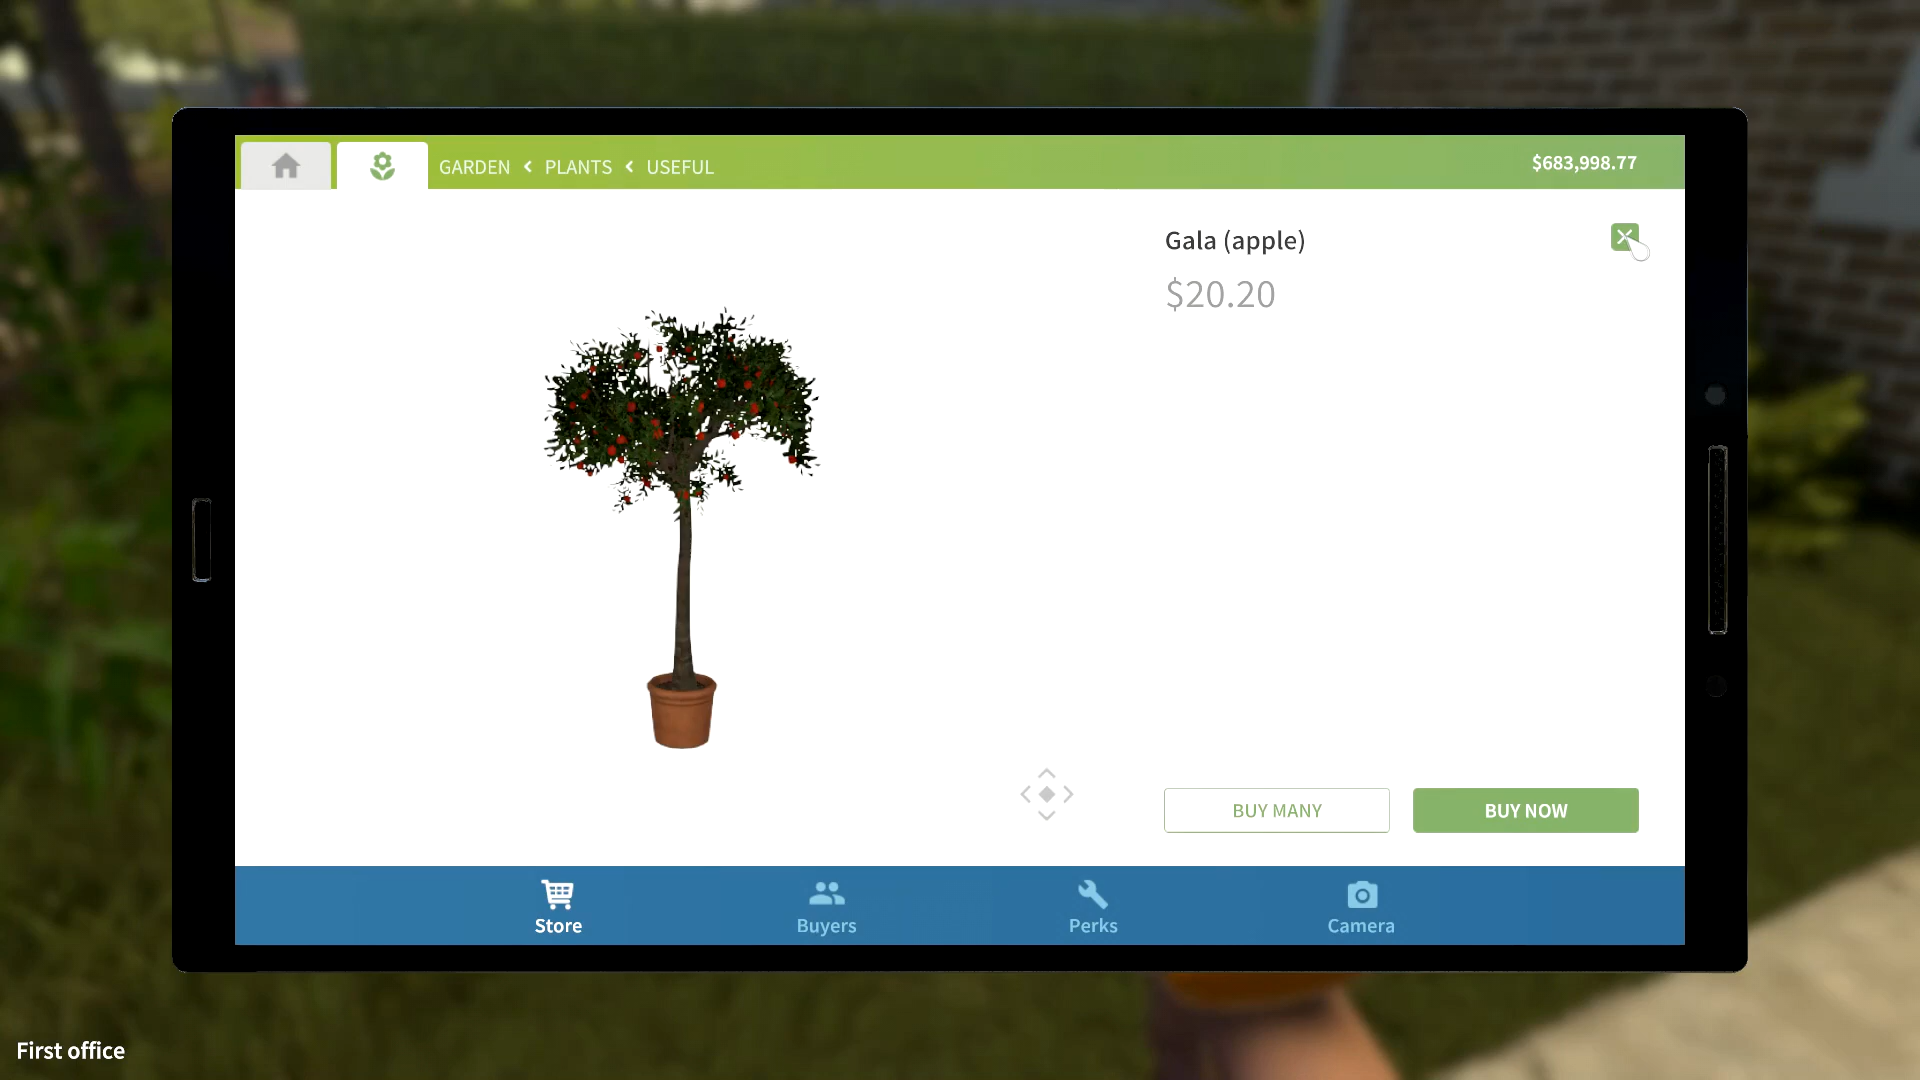 GARDEN < PLANTS < USEFUL
$683,998.77
Gala (apple)
$20.20
BUY MANY
BUY NOW
Store
Buyers
Perks
Camera
First office